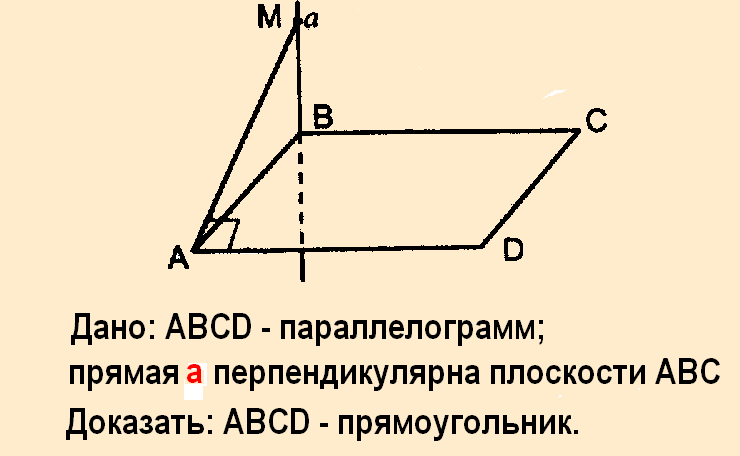 M a
B
C
A
D
Дано: ABCD - параллелограмм;
прямая а перпендикулярна плоскости ABC
Доказать: ABCD - прямоугольник.